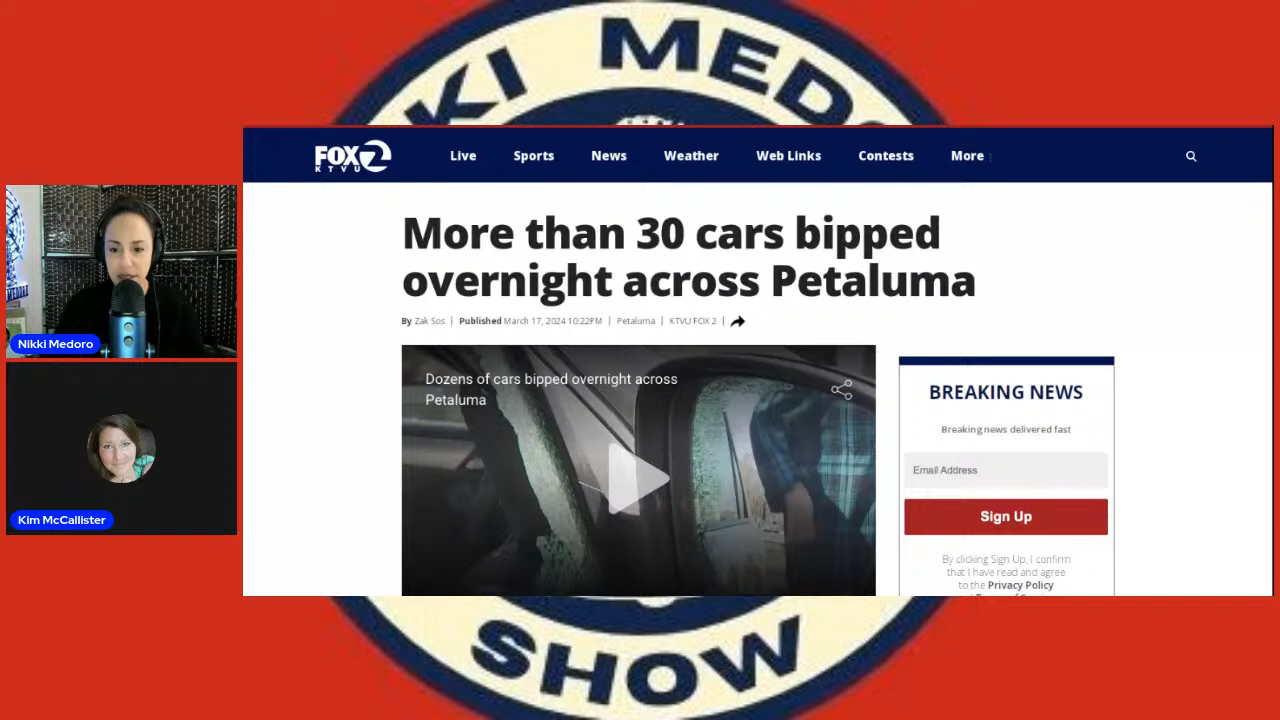 KI MEDO
FOX 2
KTVU
Live Sports News Weather Web Links Contests More
More than 30 cars bipped
overnight across Petaluma
By Zak Sos | Published March 17, 2024 10:22PM | Petaluma | KTVU FOX 2 |
Dozens of cars bipped overnight across
Petaluma
BREAKING NEWS
Breaking news delivered fast
Email Address
Sign Up
By clicking Sign Up, I confirm
that I have read and agree
to the Privacy Policy
Nikki Medoro
Kim McCallister
SHOW